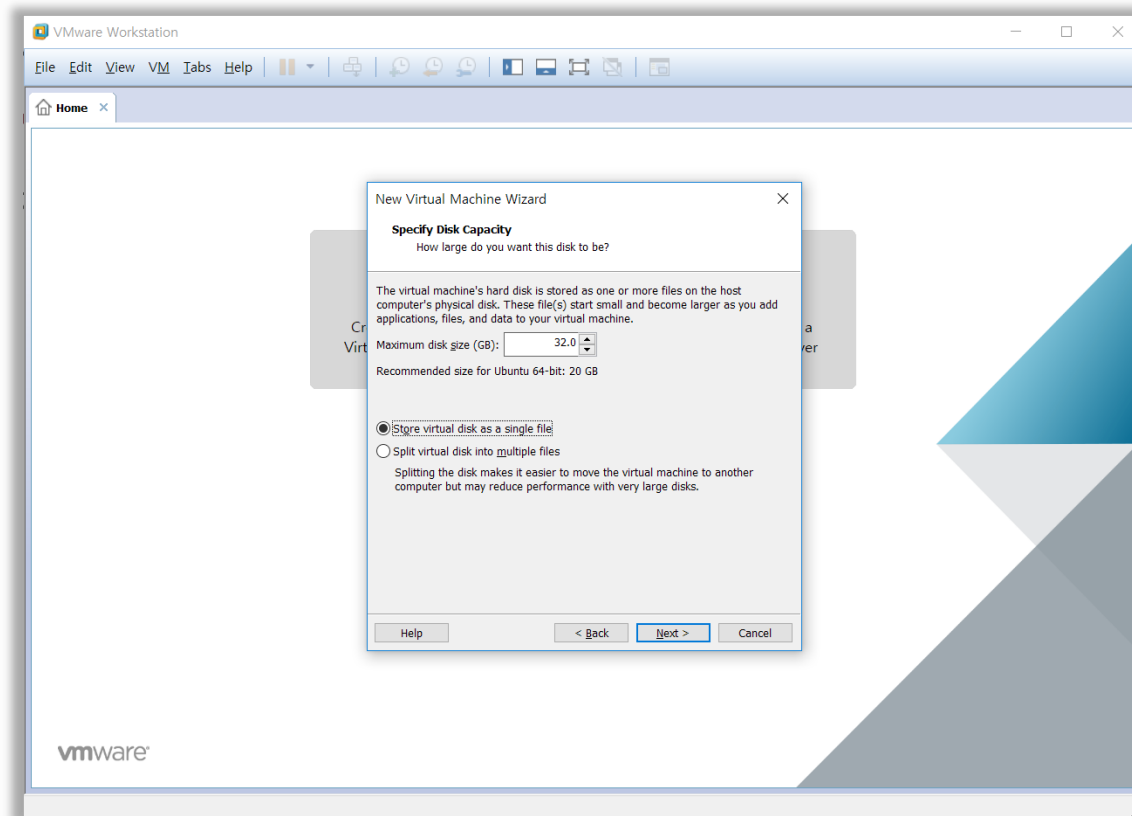 VMware Workstation
File Edit View VM Tabs Help
Home
New Virtual Machine Wizard
Specify Disk Capacity
How large do you want this disk to be?
The virtual machine's hard disk is stored as one or more files on the host
computer's physical disk. These file(s) start small and become larger as you add
applications, files, and data to your virtual machine.
Maximum disk size (GB): 32.0
Recommended size for Ubuntu 64-bit: 20 GB
Store virtual disk as a single file
Split virtual disk into multiple files
Splitting the disk makes it easier to move the virtual machine to another
computer but may reduce performance with very large disks.
Help < Back Next > Cancel
Cr a
Virt ver
vmware